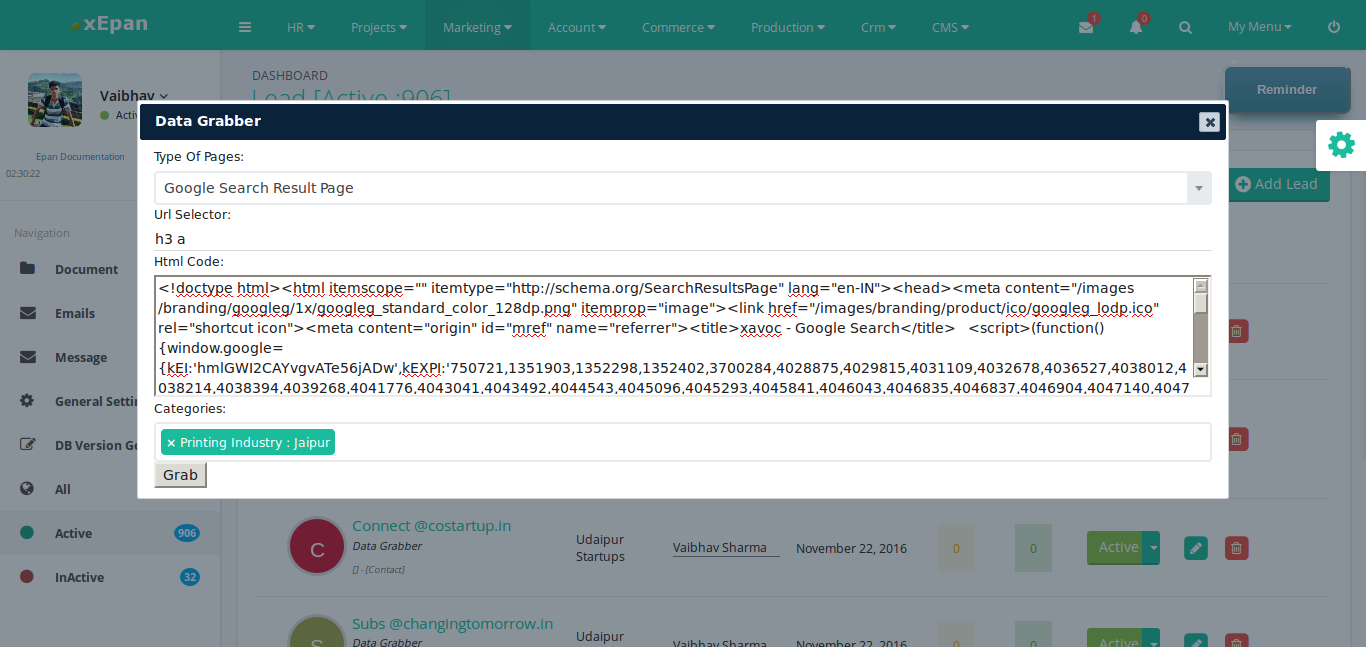 xEpan
HR
Projects
Marketing
Account
Commerce
Production
Crm
CMS
1
0
My Menu
Vaibhav
Epan Documentation
02:30:22
Navigation
Document
Emails
Message
All
Active 906
InActive 32
DASHBOARD
Lead [Active :906]
Reminder
Add Lead
Data Grabber
Type Of Pages:
Google Search Result Page
Url Selector:
h3 a
Html Code:
<!doctype html><html itemscope="" itemtype="http://schema.org/SearchResultsPage" lang="en-IN"><head><meta content="/images
/branding/googleg/1x/googleg_standard_color_128dp.png" itemprop="image"><link href="/images/branding/product/ico/googleg_lodp.ico"
rel="shortcut icon"><meta content="origin" id="mref" name="referrer"><title>xavoc - Google Search</title> <script>(function()
{window.google=
{kEI:'hmlGWI2CAYvgvATe56jADw',kEXPI:'750721,1351903,1352298,1352402,3700284,4028875,4029815,4031109,4032678,4036527,4038012,4
038214,4038394,4039268,4041776,4043041,4043492,4044543,4045096,4045293,4045841,4046043,4046835,4046837,4046904,4047140,4047
Categories:
× Printing Industry : Jaipur
Grab
C
Connect @costartup.in
Data Grabber
[] - [Contact]
Udaipur
Startups
Vaibhav Sharma
November 22, 2016
0
0
Active
S
Subs @changingtomorrow.in
Data Grabber
Udaipur
Vaibhav Sharma
November 22, 2016
0
0
Active